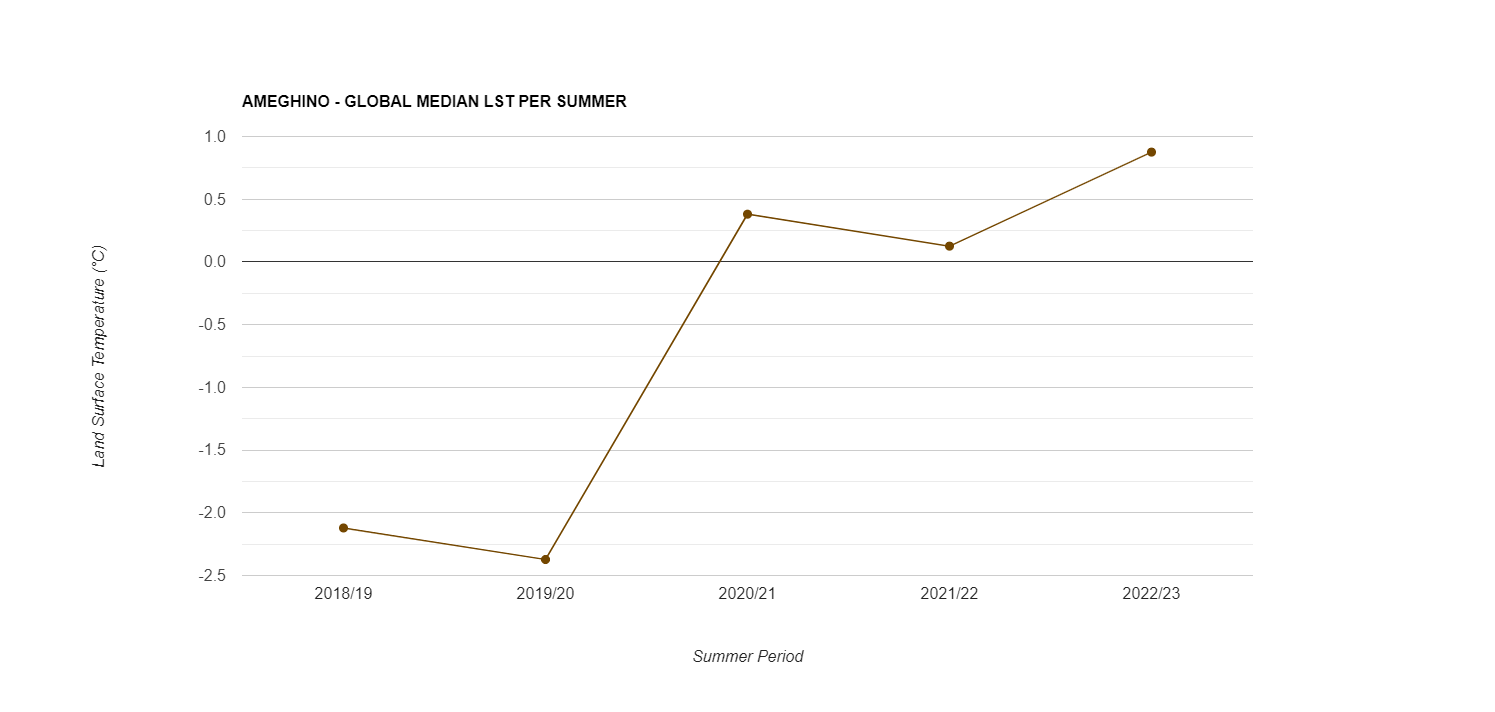 AMEGHINO - GLOBAL MEDIAN LST PER SUMMER
1.0
0.5
0.0
-0.5
-1.0
-1.5
-2.0
-2.5
Land Surface Temperature (°C)
2018/19 2019/20 2020/21 2021/22 2022/23
Summer Period